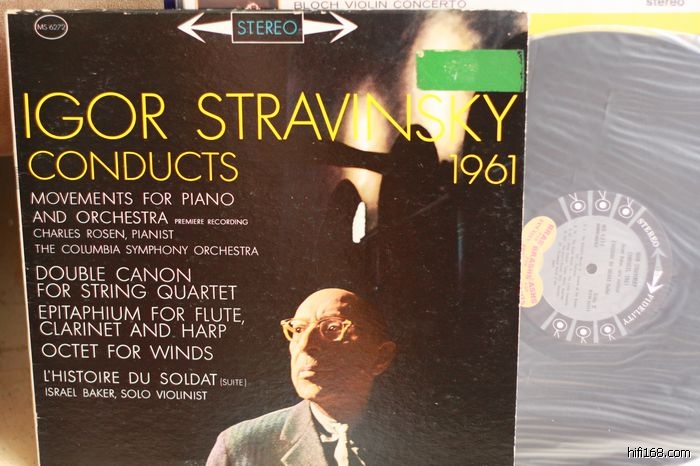 BLOCH VIOLIN CONCERTO
stereo
MS 6272
STEREO
IGOR STRAVINSKY
CONDUCTS 1961
MOVEMENTS FOR PIANO
AND ORCHESTRA PREMIERE RECORDING
CHARLES ROSEN, PIANIST
THE COLUMBIA SYMPHONY ORCHESTRA
DOUBLE CANON
FOR STRING QUARTET
EPITAPHIUM FOR FLUTE,
CLARINET AND HARP
OCTET FOR WINDS
L'HISTOIRE DU SOLDAT (SUITE)
ISRAEL BAKER, SOLO VIOLINIST
STEREO
FIDELITY
hifi168.com